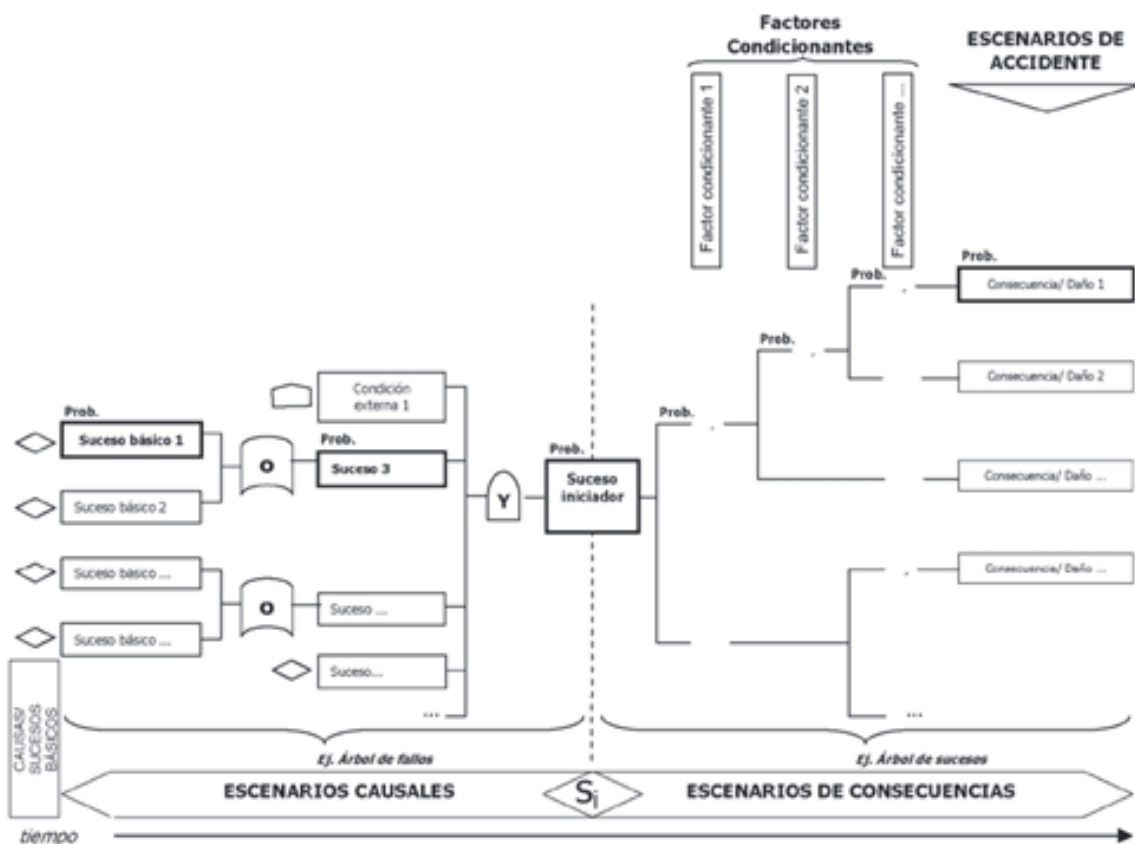 Factores
Condicionantes
ESCENARIOS DE
ACCIDENTE
Factor condicionante 1
Factor condicionante 2
Factor condicionante ...
Prob.
Consecuencia/ Daño 1
Prob.
Prob.
Consecuencia/ Daño 2
Prob.
Consecuencia/ Daño ...
Consecuencia/ Daño ...
...
Condición
externa 1
Prob.
Suceso básico 1
Suceso básico 2
O
Prob.
Suceso 3
Suceso básico ...
Suceso básico ...
O
Suceso ...
Suceso...
...
Y
Prob.
Suceso
iniciador
CAUSAS/
SUCESOS
BÁSICOS
Ej. Árbol de fallos
Ej. Árbol de sucesos
ESCENARIOS CAUSALES
Si
ESCENARIOS DE CONSECUENCIAS
tiempo